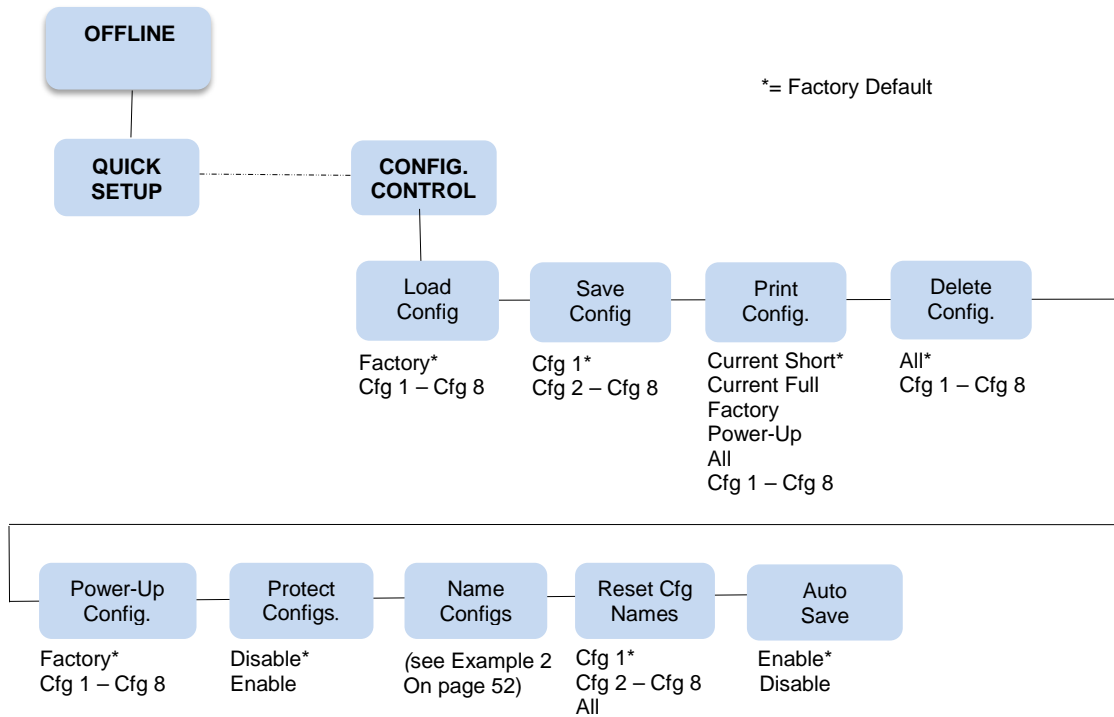 OFFLINE
*= Factory Default
QUICK
SETUP
CONFIG.
CONTROL
Load
Config
Factory*
Cfg 1 – Cfg 8
Save
Config
Cfg 1*
Cfg 2 – Cfg 8
Print
Config.
Current Short*
Current Full
Factory
Power-Up
All
Cfg 1 – Cfg 8
Delete
Config.
All*
Cfg 1 – Cfg 8
Power-Up
Config.
Factory*
Cfg 1 – Cfg 8
Protect
Configs.
Disable*
Enable
Name
Configs
(see Example 2
On page 52)
Reset Cfg
Names
Cfg 1*
Cfg 2 – Cfg 8
All
Auto
Save
Enable*
Disable